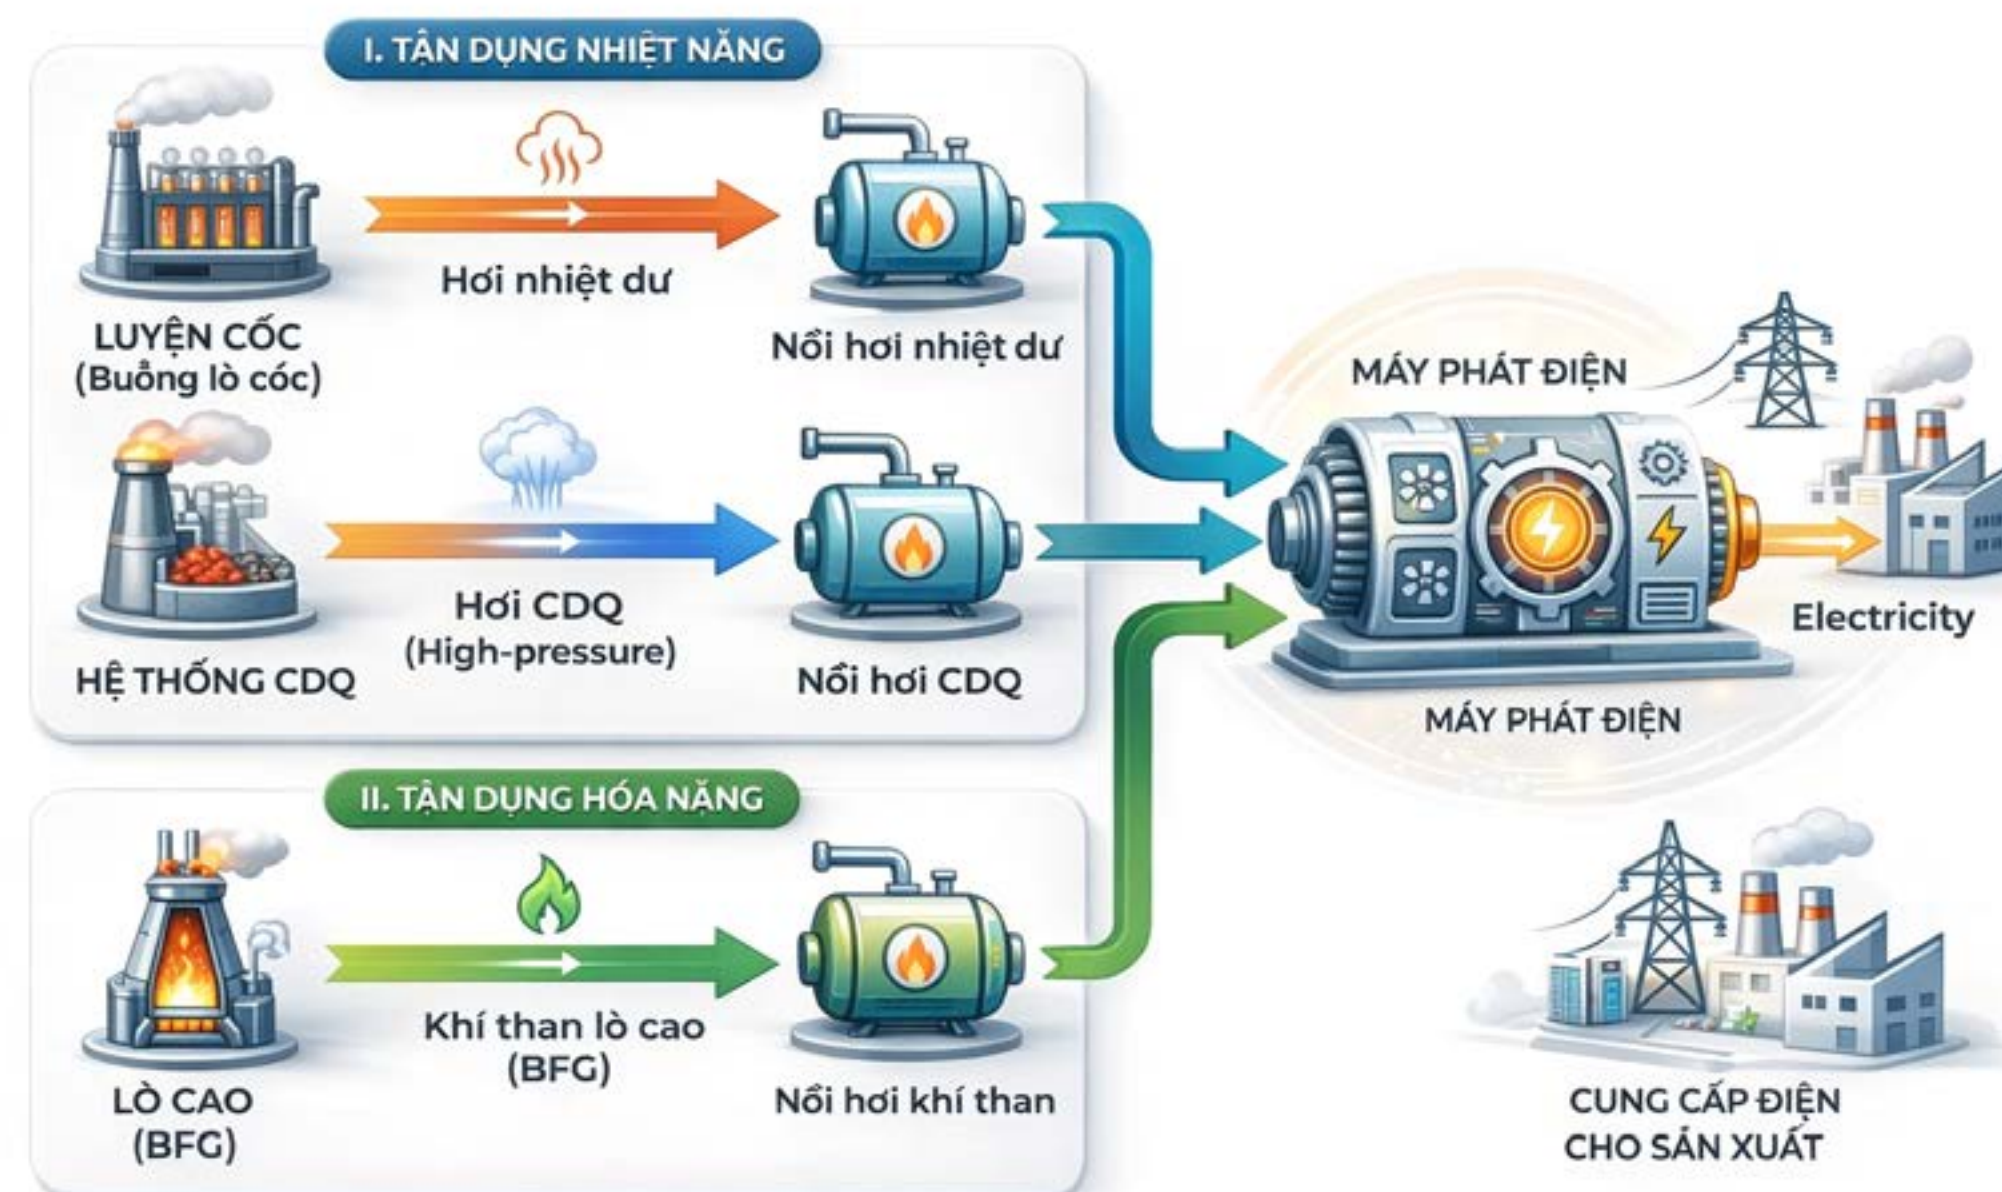 I. TẬN DỤNG NHIỆT NĂNG
Hơi nhiệt dư
LUYỆN CỐC
(Buồng lò cóc)
Nồi hơi nhiệt dư
Hơi CDQ
(High-pressure)
HỆ THỐNG CDQ
Nồi hơi CDQ
MÁY PHÁT ĐIỆN
Electricity
MÁY PHÁT ĐIỆN
II. TẬN DỤNG HÓA NẶNG
Khí than lò cao
(BFG)
LÒ CAO
(BFG)
Nồi hơi khí than
CUNG CẤP ĐIỆN
CHO SẢN XUẤT